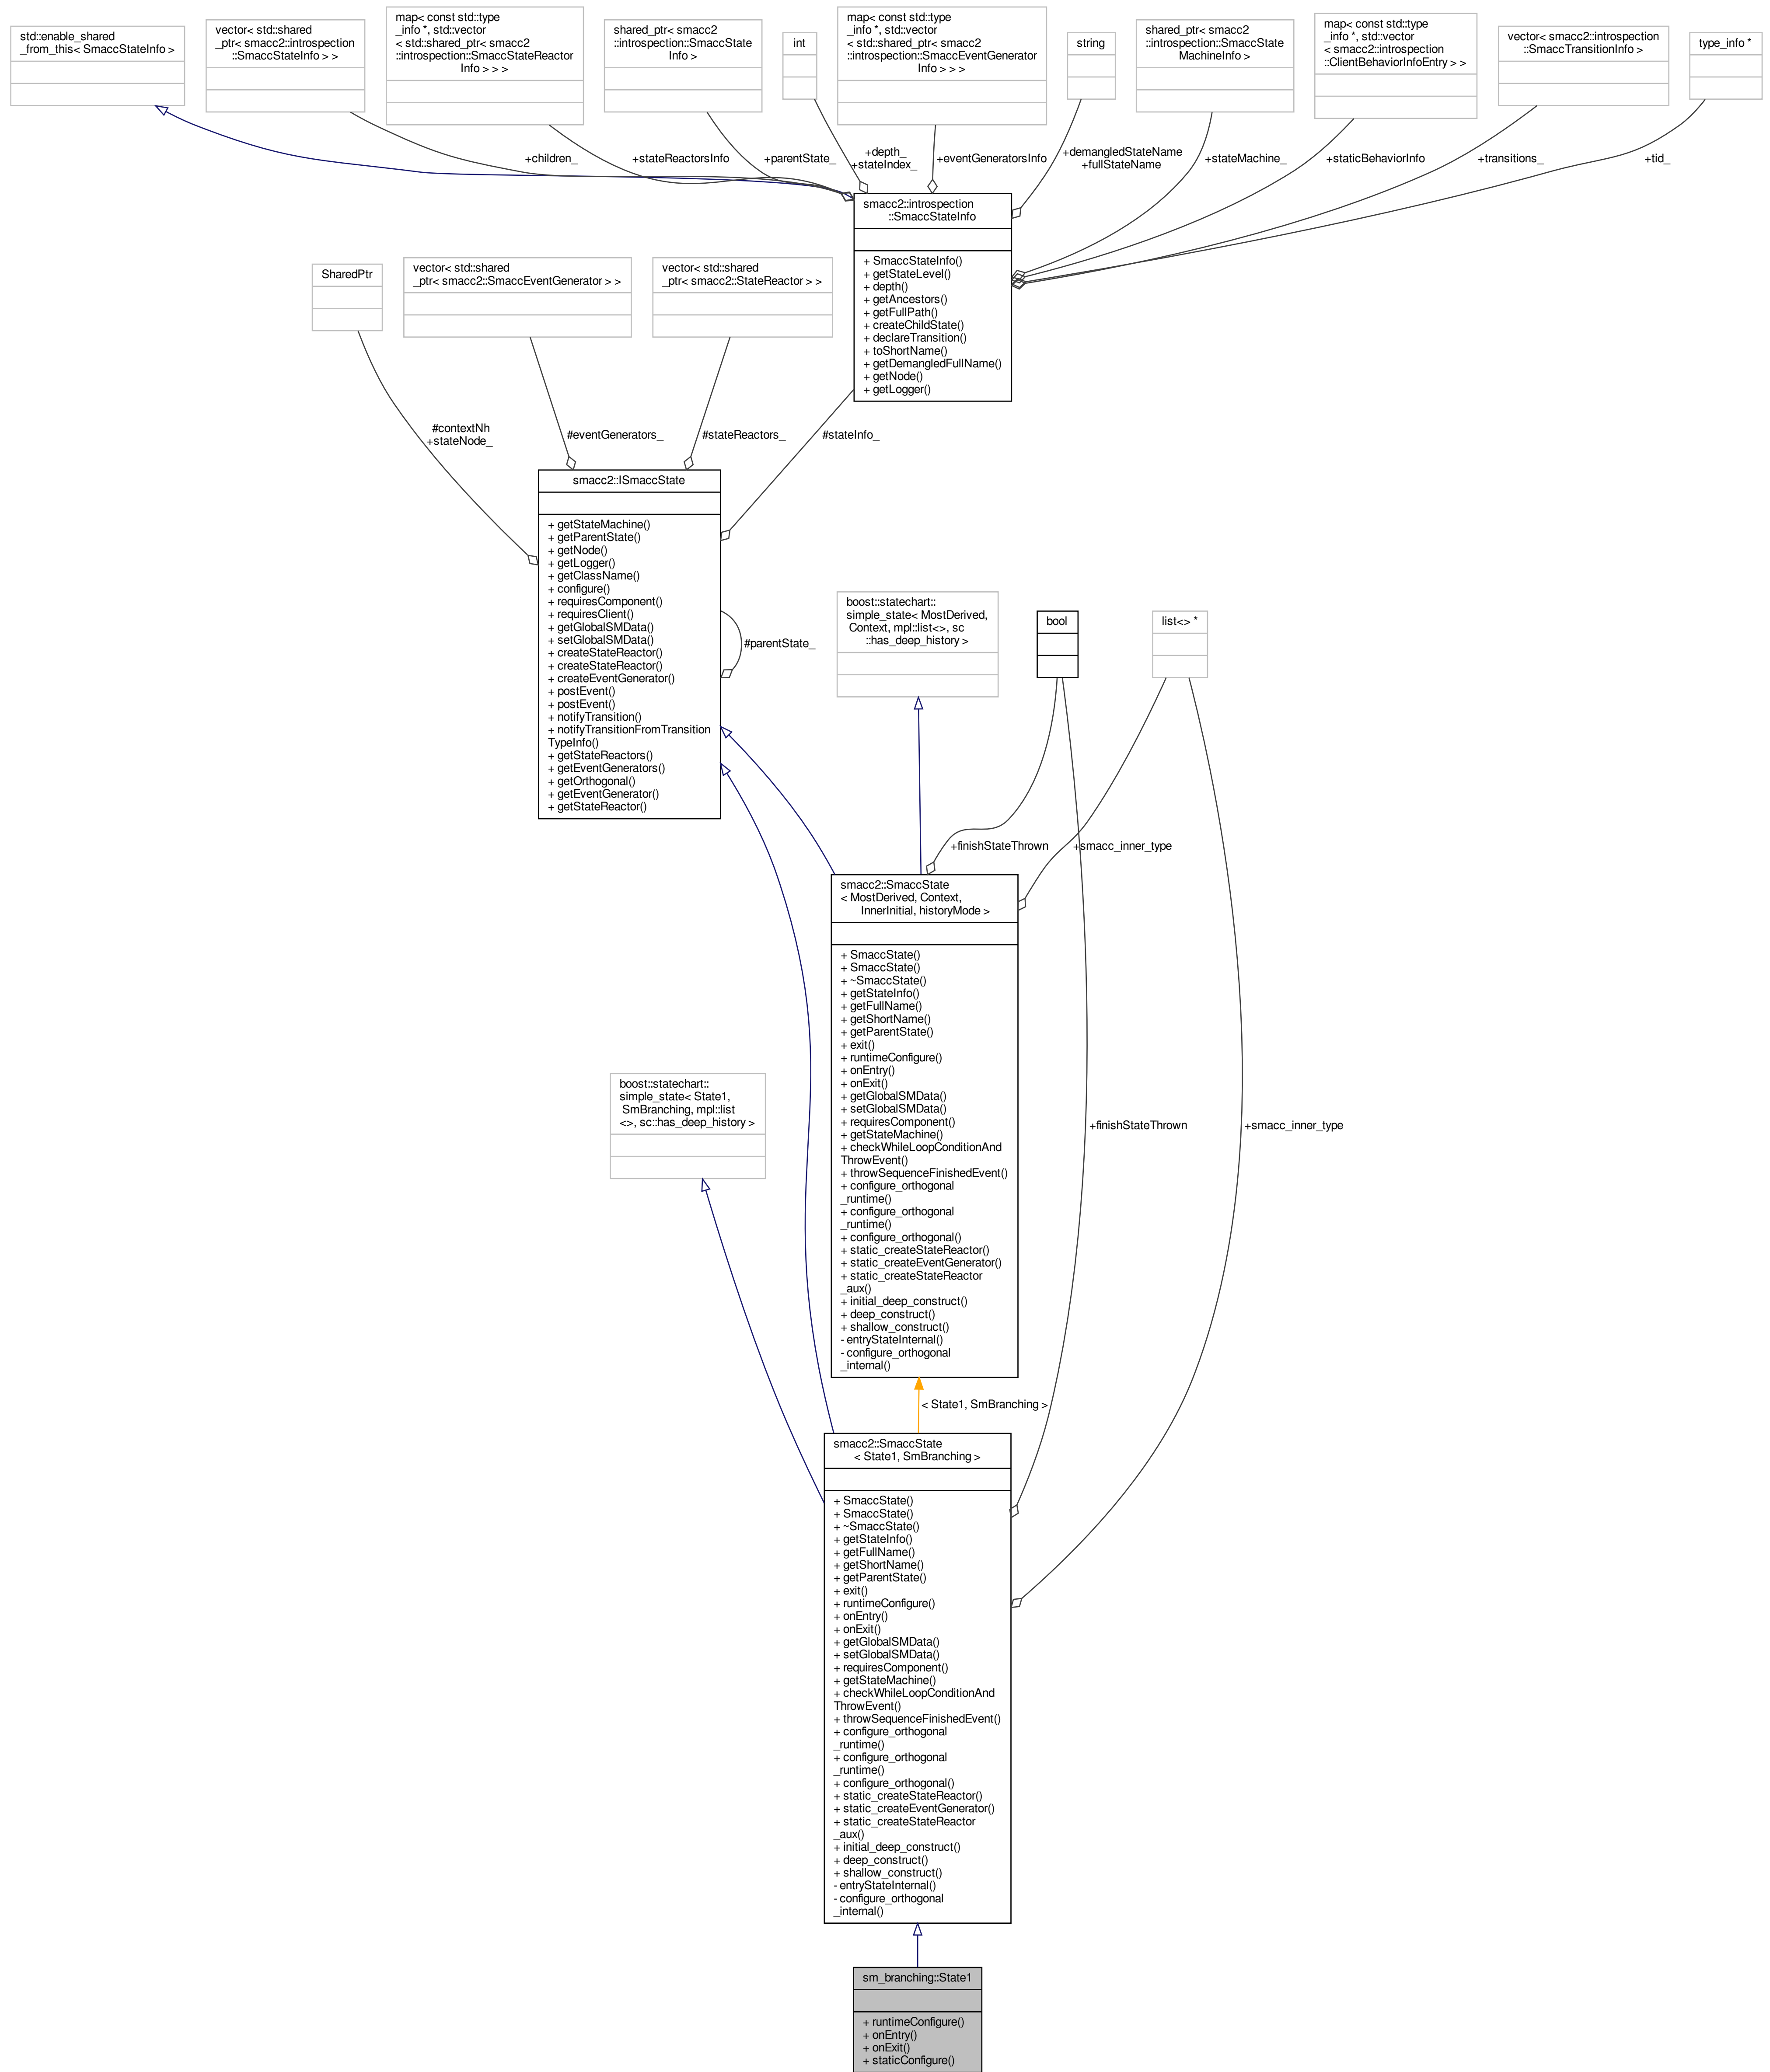 std::enable_shared
_from_this< SmaccStateInfo >
vector< std::shared
_ptr< smacc2::introspection
::SmaccStateInfo > >
map< const std::type
_info *, std::vector
< std::shared_ptr< smacc2
::introspection::SmaccStateReactor
Info > > >
shared_ptr< smacc2
::introspection::SmaccState
Info >
int
map< const std::type
_info *, std::vector
< std::shared_ptr< smacc2
::introspection::SmaccEventGenerator
Info > > >
string
shared_ptr< smacc2
::introspection::SmaccState
MachineInfo >
map< const std::type
_info *, std::vector
< smacc2::introspection
::ClientBehaviorInfoEntry > >
vector< smacc2::introspection
::SmaccTransitionInfo >
type_info *
+children_
+stateReactorsInfo
+parentState_
+depth_
+stateIndex_
+eventGeneratorsInfo
+demangledStateName
+fullStateName
+stateMachine_
+staticBehaviorInfo
+transitions_
+tid_
smacc2::introspection
::SmaccStateInfo
+ SmaccStateInfo()
+ getStateLevel()
+ depth()
+ getAncestors()
+ getFullPath()
+ createChildState()
+ declareTransition()
+ toShortName()
+ getDemangledFullName()
+ getNode()
+ getLogger()
SharedPtr
vector< std::shared
_ptr< smacc2::SmaccEventGenerator > >
vector< std::shared
_ptr< smacc2::StateReactor > >
#contextNh
+stateNode_
#eventGenerators_
#stateReactors_
#stateInfo_
smacc2::ISmaccState
+ getStateMachine()
+ getParentState()
+ getNode()
+ getLogger()
+ getClassName()
+ configure()
+ requiresComponent()
+ requiresClient()
+ getGlobalSMData()
+ setGlobalSMData()
+ createStateReactor()
+ createStateReactor()
+ createEventGenerator()
+ postEvent()
+ postEvent()
+ notifyTransition()
+ notifyTransitionFromTransition
TypeInfo()
+ getStateReactors()
+ getEventGenerators()
+ getOrthogonal()
+ getEventGenerator()
+ getStateReactor()
#parentState_
boost::statechart::
simple_state< MostDerived,
Context, mpl::list<>, sc
::has_deep_history >
bool
list<> *
+finishStateThrown
+smacc_inner_type
smacc2::SmaccState
< MostDerived, Context,
InnerInitial, historyMode >
+ SmaccState()
+ SmaccState()
+ ~SmaccState()
+ getStateInfo()
+ getFullName()
+ getShortName()
+ getParentState()
+ exit()
+ runtimeConfigure()
+ onEntry()
+ onExit()
+ getGlobalSMData()
+ setGlobalSMData()
+ requiresComponent()
+ getStateMachine()
+ checkWhileLoopConditionAnd
ThrowEvent()
+ throwSequenceFinishedEvent()
+ configure_orthogonal
_runtime()
+ configure_orthogonal
_runtime()
+ configure_orthogonal()
+ static_createStateReactor()
+ static_createEventGenerator()
+ static_createStateReactor
_aux()
+ initial_deep_construct()
+ deep_construct()
+ shallow_construct()
- entryStateInternal()
- configure_orthogonal
_internal()
boost::statechart::
simple_state< State1,
SmBranching, mpl::list
<>, sc::has_deep_history >
+finishStateThrown
+smacc_inner_type
< State1, SmBranching >
smacc2::SmaccState
< State1, SmBranching >
+ SmaccState()
+ SmaccState()
+ ~SmaccState()
+ getStateInfo()
+ getFullName()
+ getShortName()
+ getParentState()
+ exit()
+ runtimeConfigure()
+ onEntry()
+ onExit()
+ getGlobalSMData()
+ setGlobalSMData()
+ requiresComponent()
+ getStateMachine()
+ checkWhileLoopConditionAnd
ThrowEvent()
+ throwSequenceFinishedEvent()
+ configure_orthogonal
_runtime()
+ configure_orthogonal
_runtime()
+ configure_orthogonal()
+ static_createStateReactor()
+ static_createEventGenerator()
+ static_createStateReactor
_aux()
+ initial_deep_construct()
+ deep_construct()
+ shallow_construct()
- entryStateInternal()
- configure_orthogonal
_internal()
sm_branching::State1
+ runtimeConfigure()
+ onEntry()
+ onExit()
+ staticConfigure()